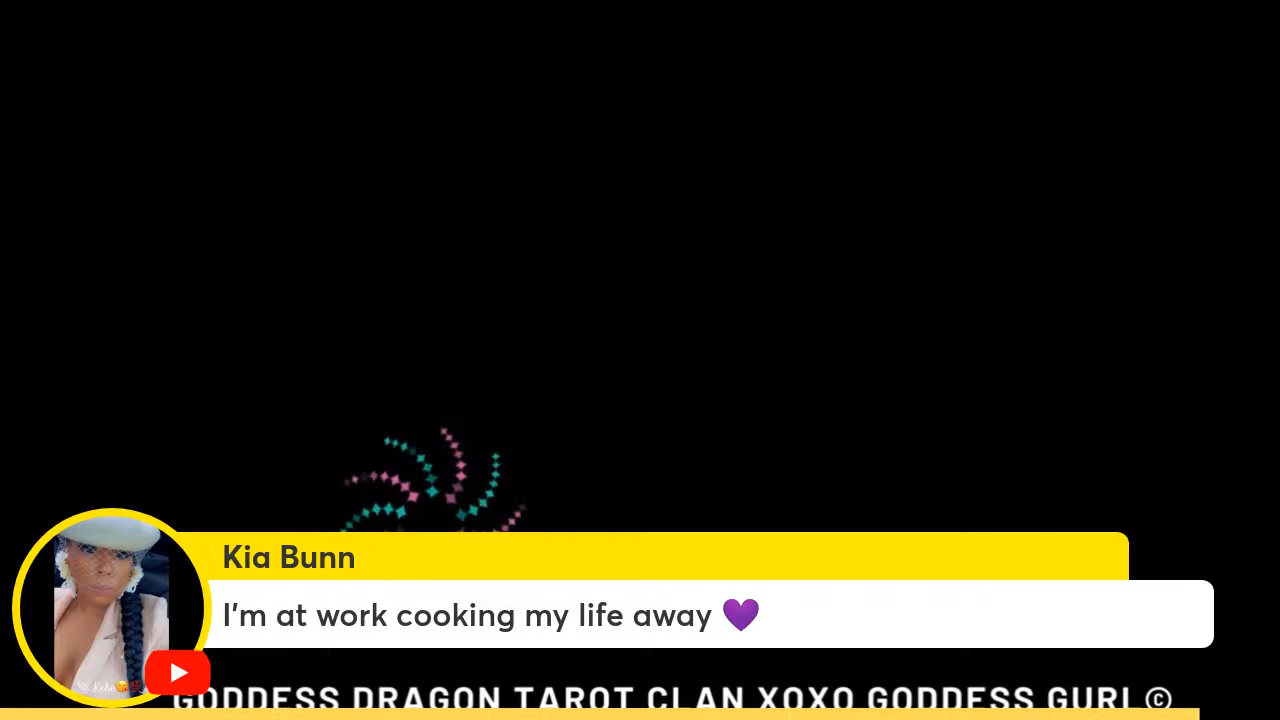 Kia Bunn
I'm at work cooking my life away 💜
GODDESS DRAGON TAROT CLAN XOXO GODDESS GURL©